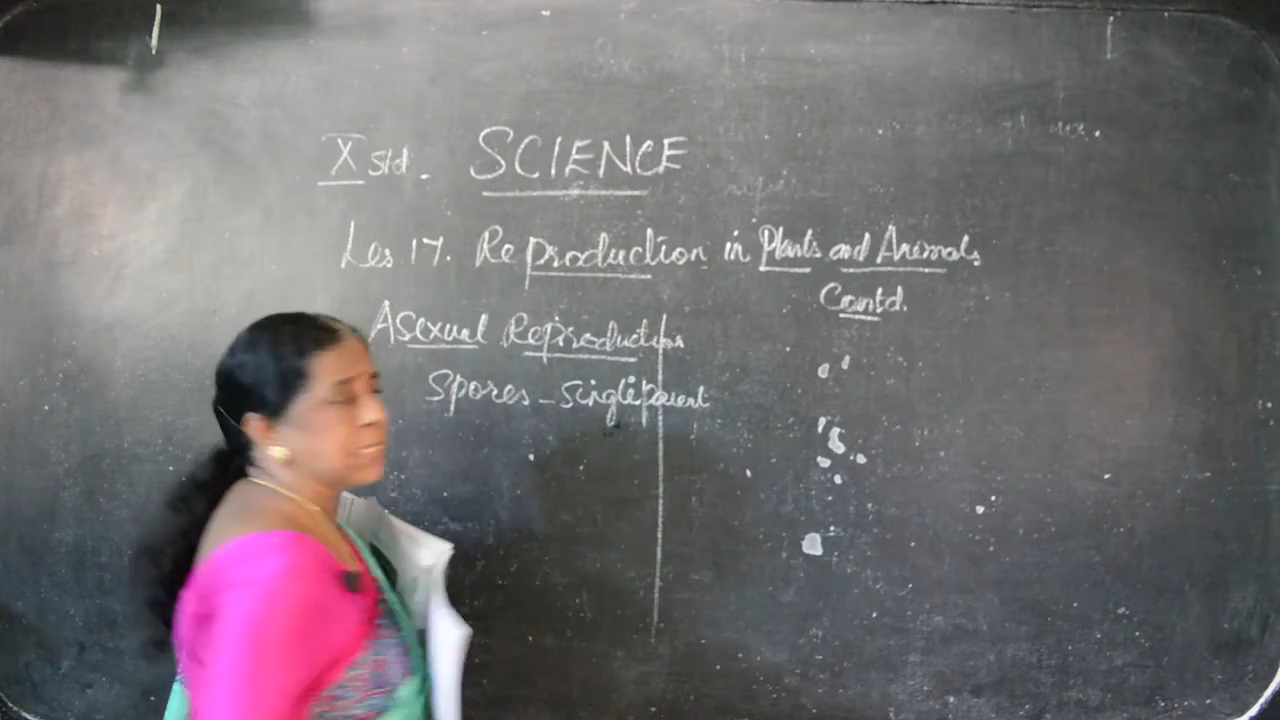 X std. SCIENCE
Les 17. Reproduction in Plants and Animals
Contd.
Asexual Reproduction
Spores - single parent